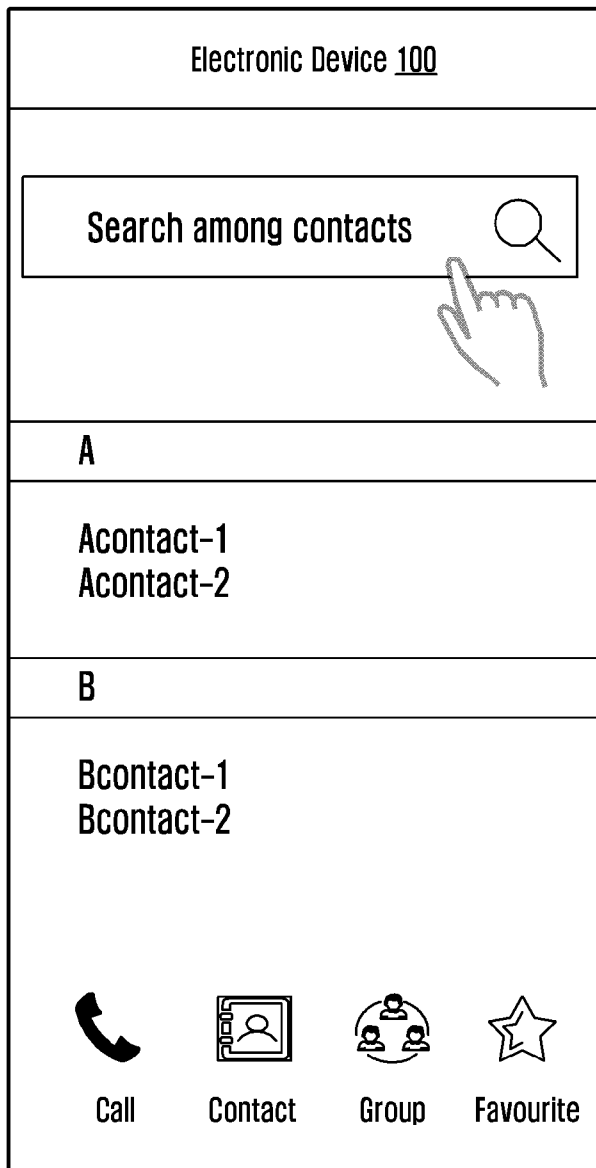 Electronic Device 100
Search among contacts
A
Acontact-1
Acontact-2
B
Bcontact-1
Bcontact-2
Call Contact Group Favourite